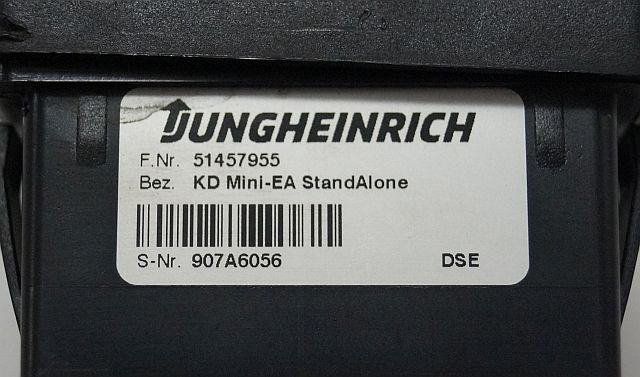 JUNGHEINRICH
F.Nr. 51457955
Bez. KD Mini-EA StandAlone
S-Nr. 907A6056 DSE